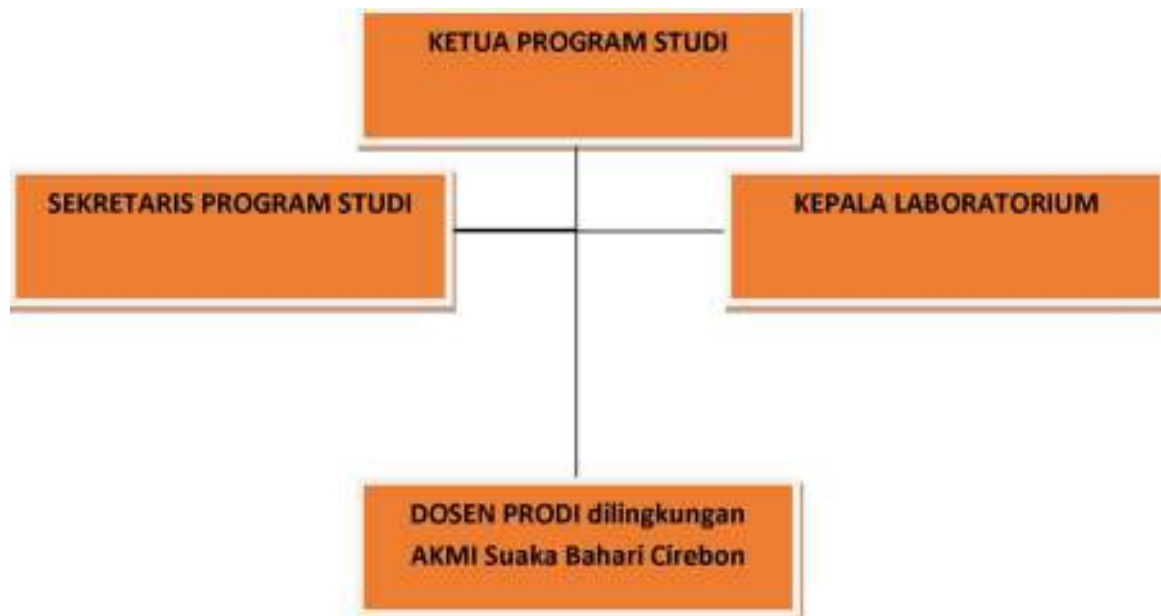 KETUA PROGRAM STUDI
SEKRETARIS PROGRAM STUDI
KEPALA LABORATORIUM
DOSEN PRODI dilingkungan
AKMI Suaka Bahari Cirebon